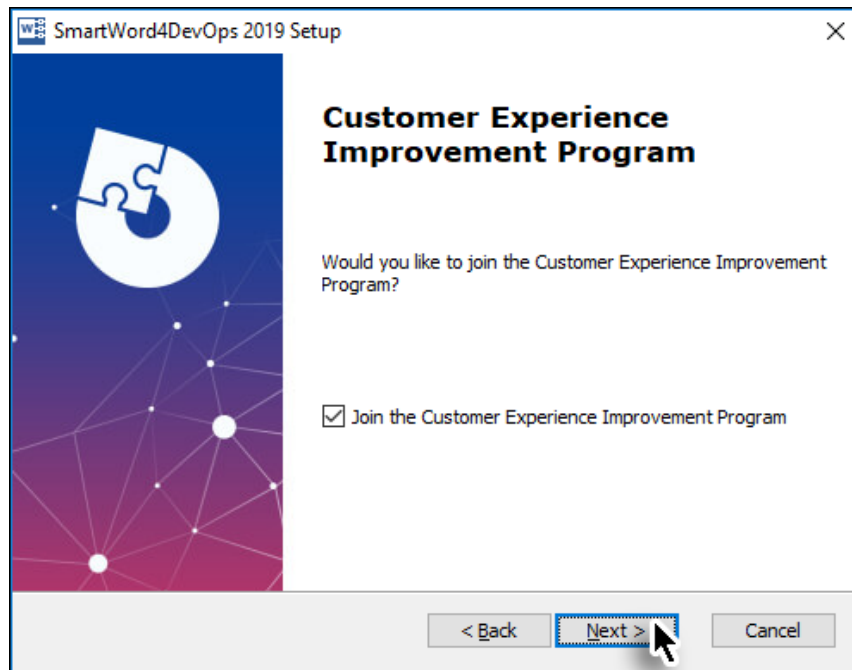 SmartWord4DevOps 2019 Setup
Customer Experience
Improvement Program
Would you like to join the Customer Experience Improvement
Program?
Join the Customer Experience Improvement Program
< Back
Next >
Cancel